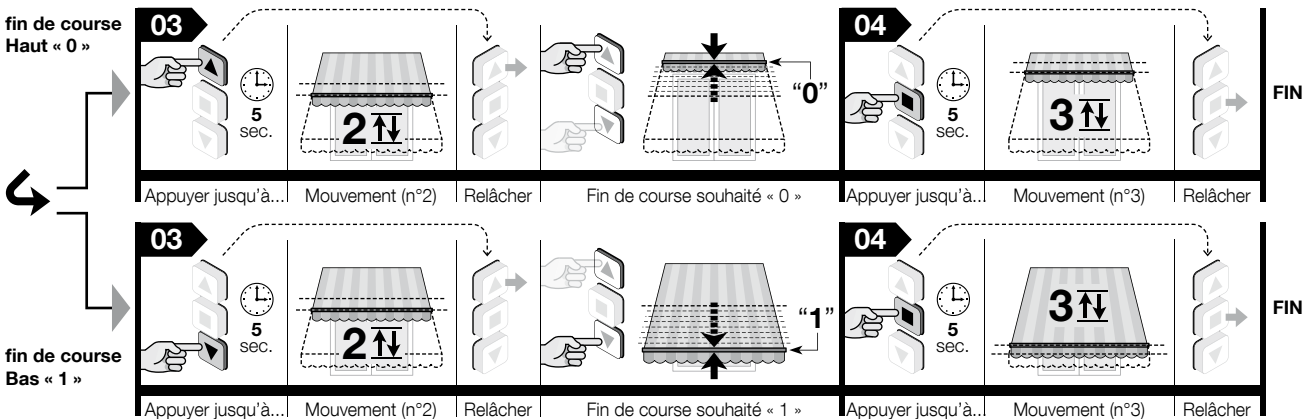 fin de course
Haut « 0 »
03
5
sec.
2
"0"
04
5
sec.
3
FIN
Appuyer jusqu'à...
Mouvement (n°2)
Relâcher
Fin de course souhaité « 0 »
Appuyer jusqu'à...
Mouvement (n°3)
Relâcher
03
5
sec.
2
"1"
04
5
sec.
3
FIN
fin de course
Bas « 1 »
Appuyer jusqu'à...
Mouvement (n°2)
Relâcher
Fin de course souhaité « 1 »
Appuyer jusqu'à...
Mouvement (n°3)
Relâcher